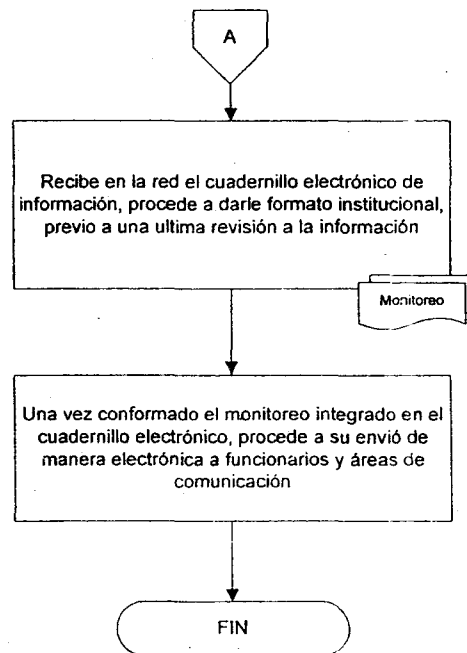 A
Recibe en la red el cuadernillo electrónico de
información, procede a darle formato institucional,
previo a una ultima revisión a la información
Monitoreo
Una vez conformado el monitoreo integrado en el
cuadernillo electrónico, procede a su envió de
manera electrónica a funcionarios y áreas de
comunicación
FIN